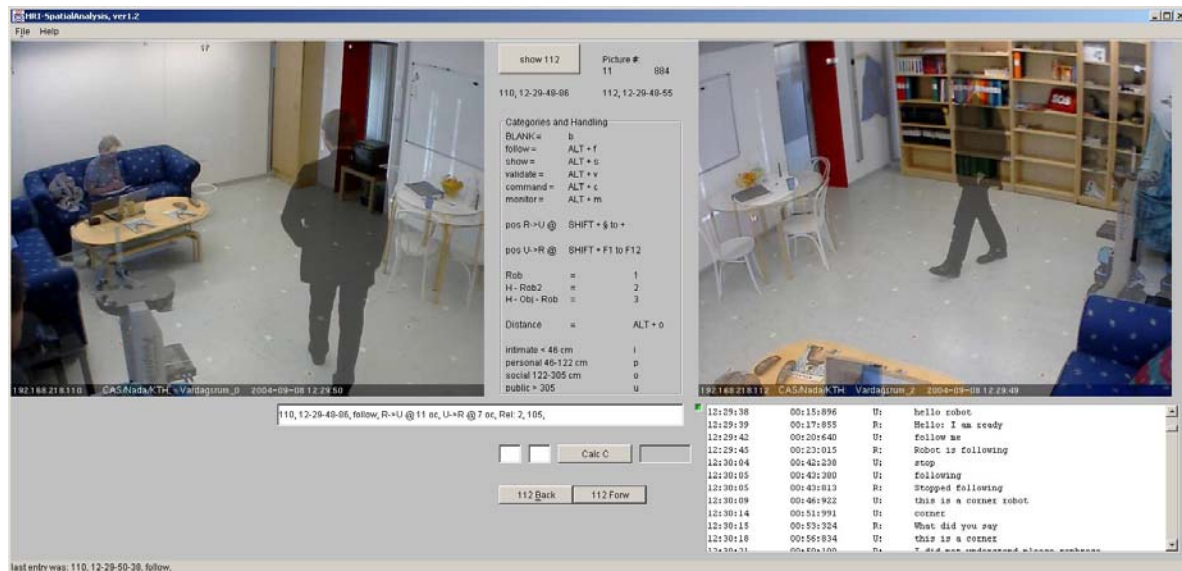 HRI-SpatialAnalysis, ver1.2
File Help
show 112
Picture #:
11 884
110, 12-29-48-86 112, 12-29-48-55
Categories and Handling
BLANK = b
follow = ALT + f
show = ALT + s
validate = ALT + v
command = ALT + c
monitor = ALT + m
pos R->U @ SHIFT + § to +
pos U->R @ SHIFT + F1 to F12
Rob = 1
H - Rob2 = 2
H - Obj - Rob = 3
Distance = ALT + o
intimate < 46 cm i
personal 46-122 cm p
social 122-305 cm o
public > 305 u
SOS
192.168.218.110 CAS/Nada/KTH: Vardagsrum_0 2004-09-08 12:29:50
192.168.218.112 CAS/Nada/KTH: Vardagsrum_2 2004-09-08 12:29:49
110, 12-29-48-86, follow, R->U @ 11 oc, U->R @ 7 oc, Rel: 2, 105,
Calc C
112 Back 112 Forw
12:29:38 00:15:896 U: hello robot
12:29:39 00:17:855 R: Hello: I am ready
12:29:42 00:20:640 U: follow me
12:29:45 00:23:015 R: Robot is following
12:30:04 00:42:238 U: stop
12:30:05 00:43:380 U: following
12:30:05 00:43:813 R: Stopped following
12:30:09 00:46:922 U: this is a corner robot
12:30:14 00:51:991 U: corner
12:30:15 00:53:324 R: What did you say
12:30:18 00:56:834 U: this is a corner
I did not understand please rephrase
last entry was: 110, 12-29-50-38, follow,